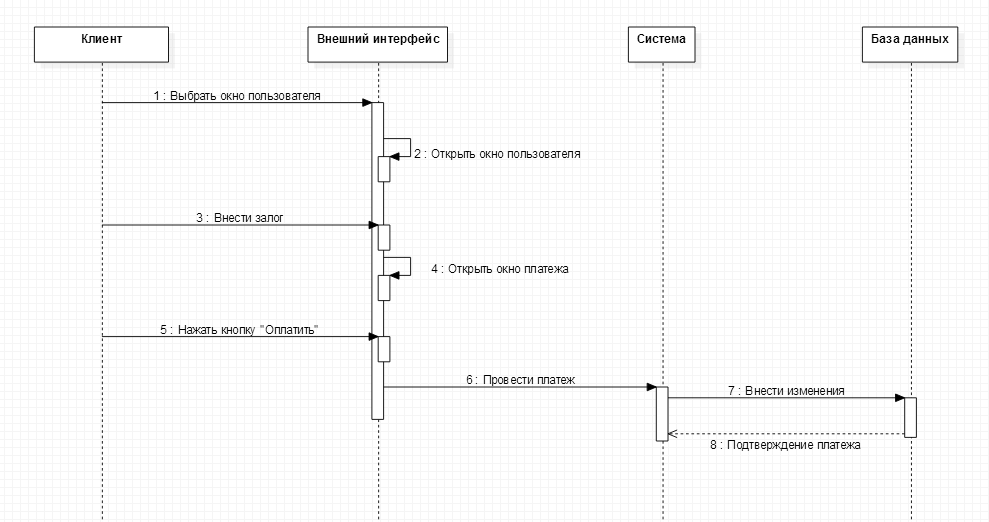 Клиент
Внешний интерфейс
Система
База данных
1 : Выбрать окно пользователя
2 : Открыть окно пользователя
3 : Внести залог
4 : Открыть окно платежа
5 : Нажать кнопку "Оплатить"
6 : Провести платеж
7 : Внести изменения
8 : Подтверждение платежа